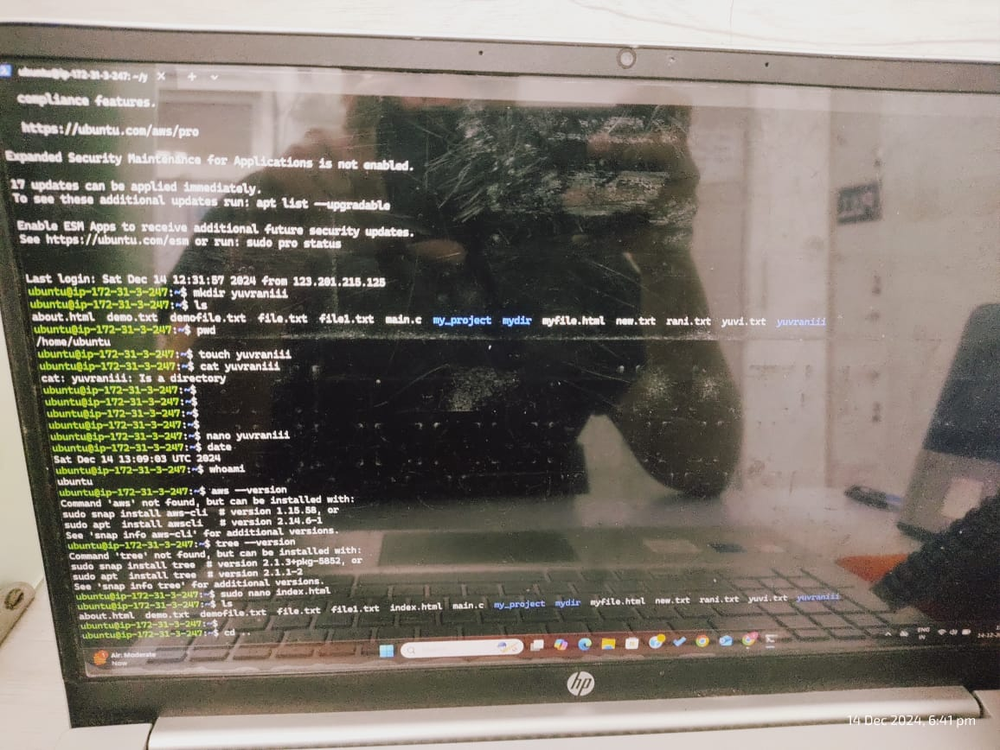 ubuntu@ip-172-31-3-247: ~/y
compliance features.
https://ubuntu.com/aws/pro
Expanded Security Maintenance for Applications is not enabled.
17 updates can be applied immediately.
To see these additional updates run: apt list --upgradable
Enable ESM Apps to receive additional future security updates.
See https://ubuntu.com/esm or run: sudo pro status
Last login: Sat Dec 14 12:31:57 2024 from 123.201.215.125
ubuntu@ip-172-31-3-247:~$ mkdir yuvraniii
ubuntu@ip-172-31-3-247:~$ ls
about.html demo.txt demofile.txt file.txt file1.txt main.c my_project mydir myfile.html new.txt rani.txt yuvi.txt yuvraniii
ubuntu@ip-172-31-3-247:~$ pwd
/home/ubuntu
ubuntu@ip-172-31-3-247:~$ touch yuvraniii
ubuntu@ip-172-31-3-247:~$ cat yuvraniii
cat: yuvraniii: Is a directory
ubuntu@ip-172-31-3-247:~$
ubuntu@ip-172-31-3-247:~$
ubuntu@ip-172-31-3-247:~$
ubuntu@ip-172-31-3-247:~$
ubuntu@ip-172-31-3-247:~$ nano yuvraniii
ubuntu@ip-172-31-3-247:~$ date
Sat Dec 14 13:09:03 UTC 2024
ubuntu@ip-172-31-3-247:~$ whoami
ubuntu
ubuntu@ip-172-31-3-247:~$ aws --version
Command 'aws' not found, but can be installed with:
sudo snap install aws-cli # version 1.15.58, or
sudo apt install awscli # version 2.14.6-1
See 'snap info aws-cli' for additional versions.
ubuntu@ip-172-31-3-247:~$ tree --version
Command 'tree' not found, but can be installed with:
sudo snap install tree # version 2.1.3+pkg-5852, or
sudo apt install tree # version 2.1.1-2
See 'snap info tree' for additional versions.
ubuntu@ip-172-31-3-247:~$ sudo nano index.html
ubuntu@ip-172-31-3-247:~$ ls
about.html demo.txt demofile.txt file.txt file1.txt index.html main.c my_project mydir myfile.html new.txt rani.txt yuvi.txt yuvraniii
ubuntu@ip-172-31-3-247:~$
ubuntu@ip-172-31-3-247:~$ cd ..
Air: Moderate
Now
ENG
IN
hp
14 Dec 2024, 6:41 pm